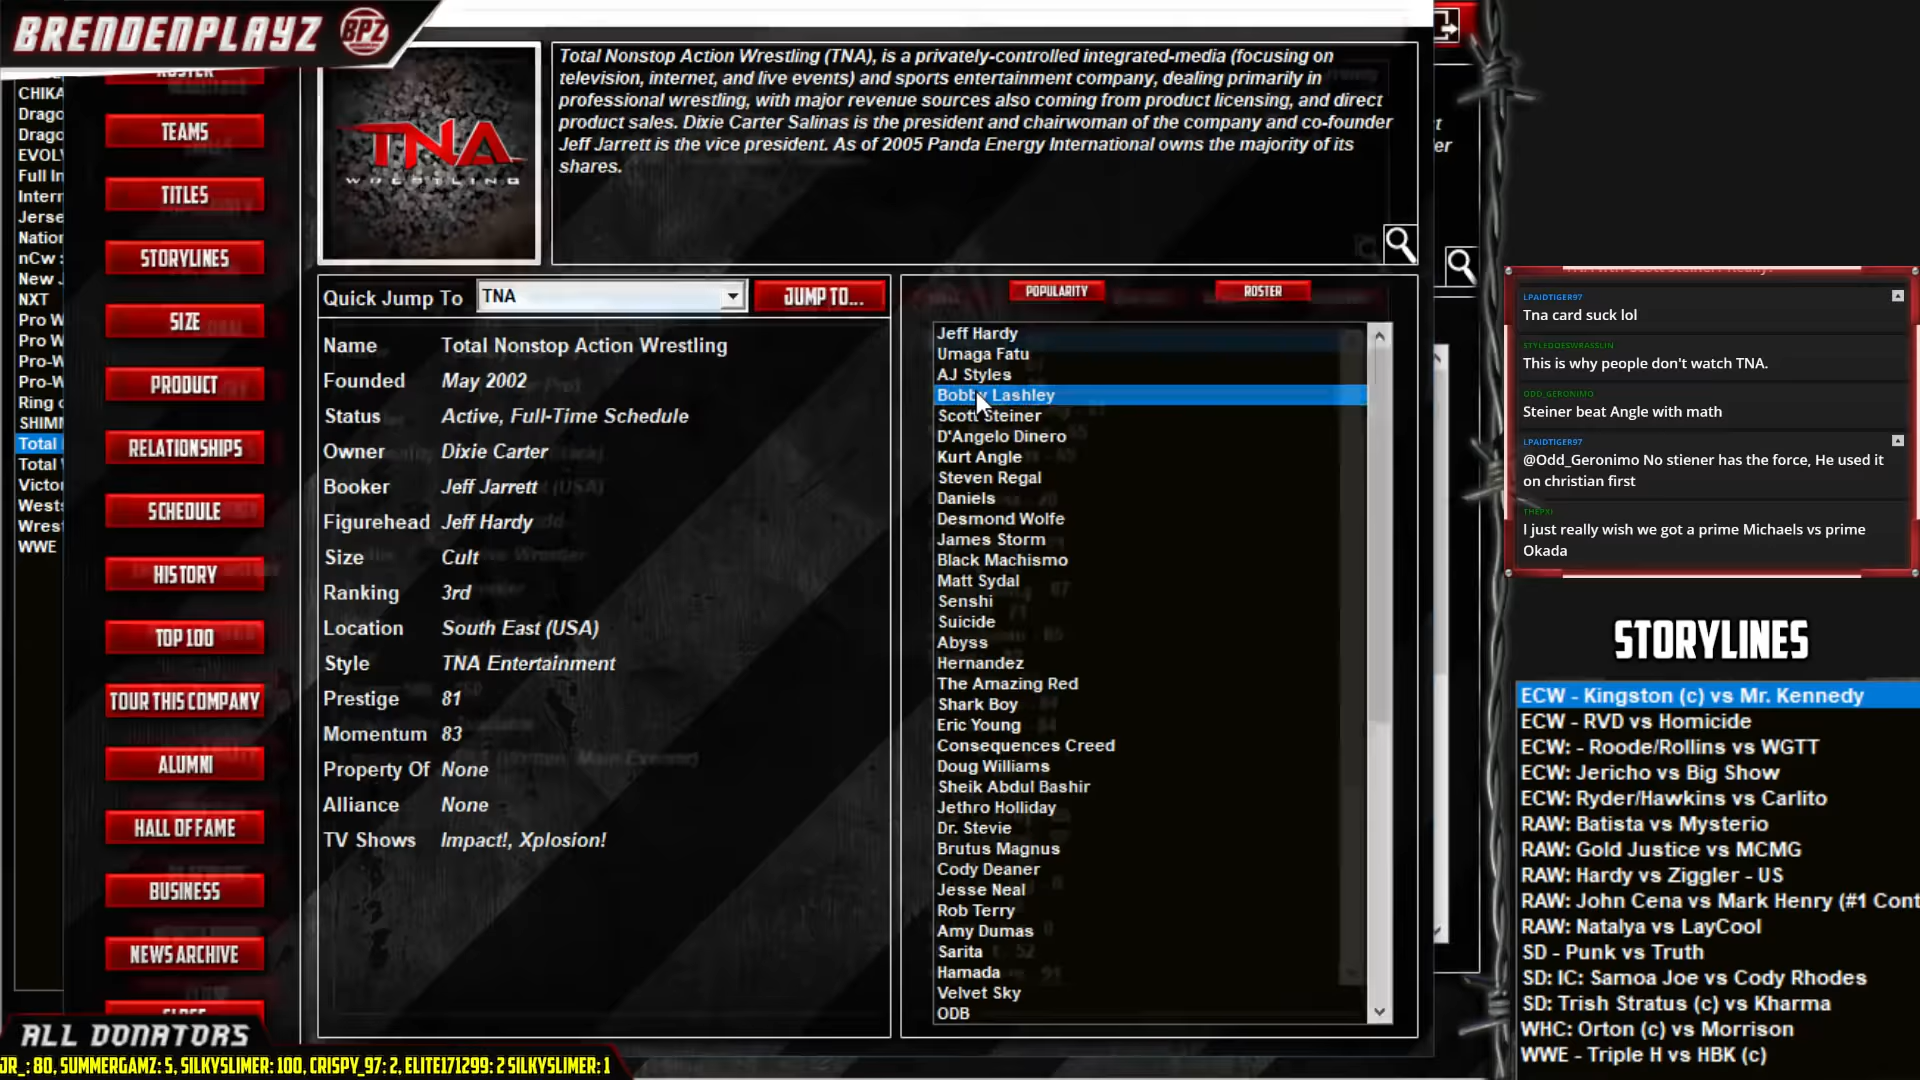 BRENDENPLAYZ BPZ
ROSTER
TEAMS
TITLES
STORYLINES
SIZE
PRODUCT
RELATIONSHIPS
SCHEDULE
HISTORY
TOP 100
TOUR THIS COMPANY
ALUMNI
HALL OF FAME
BUSINESS
NEWS ARCHIVE
CHIKA
Drago
Drago
EVOL
Full In
Intern
Jerse
Nation
nCw
New J
NXT
Pro W
Pro W
Pro-W
Pro-W
Ring o
SHIMM
Total
Total
Victor
Wests
Wrest
WWE
TNA
WRESTLING
Total Nonstop Action Wrestling (TNA), is a privately-controlled integrated-media (focusing on
television, internet, and live events) and sports entertainment company, dealing primarily in
professional wrestling, with major revenue sources also coming from product licensing, and direct
product sales. Dixie Carter Salinas is the president and chairwoman of the company and co-founder
Jeff Jarrett is the vice president. As of 2005 Panda Energy International owns the majority of its
shares.
Quick Jump To TNA JUMP TO...
Name Total Nonstop Action Wrestling
Founded May 2002
Status Active, Full-Time Schedule
Owner Dixie Carter
Booker Jeff Jarrett
Figurehead Jeff Hardy
Size Cult
Ranking 3rd
Location South East (USA)
Style TNA Entertainment
Prestige 81
Momentum 83
Property Of None
Alliance None
TV Shows Impact!, Xplosion!
POPULARITY ROSTER
Jeff Hardy
Umaga Fatu
AJ Styles
Bobby Lashley
Scott Steiner
D'Angelo Dinero
Kurt Angle
Steven Regal
Daniels
Desmond Wolfe
James Storm
Black Machismo
Matt Sydal
Senshi
Suicide
Abyss
Hernandez
The Amazing Red
Shark Boy
Eric Young
Consequences Creed
Doug Williams
Sheik Abdul Bashir
Jethro Holliday
Dr. Stevie
Brutus Magnus
Cody Deaner
Jesse Neal
Rob Terry
Amy Dumas
Sarita
Hamada
Velvet Sky
ODB
LPAIDTIGER97
Tna card suck lol
STYLEDOESWRASSLIN
This is why people don't watch TNA.
ODD_GERONIMO
Steiner beat Angle with math
LPAIDTIGER97
@Odd_Geronimo No stiener has the force, He used it
on christian first
THEPXI
I just really wish we got a prime Michaels vs prime
Okada
STORYLINES
ECW - Kingston (c) vs Mr. Kennedy
ECW - RVD vs Homicide
ECW: - Roode/Rollins vs WGTT
ECW: Jericho vs Big Show
ECW: Ryder/Hawkins vs Carlito
RAW: Batista vs Mysterio
RAW: Gold Justice vs MCMG
RAW: Hardy vs Ziggler - US
RAW: John Cena vs Mark Henry (#1 Cont
RAW: Natalya vs LayCool
SD - Punk vs Truth
SD: IC: Samoa Joe vs Cody Rhodes
SD: Trish Stratus (c) vs Kharma
WHC: Orton (c) vs Morrison
WWE - Triple H vs HBK (c)
ALL DONATORS
JR_: 80, SUMMERGAMZ: 5, SILKYSLIMER: 100, CRISPY_97: 2, ELITE171299: 2 SILKYSLIMER: 1